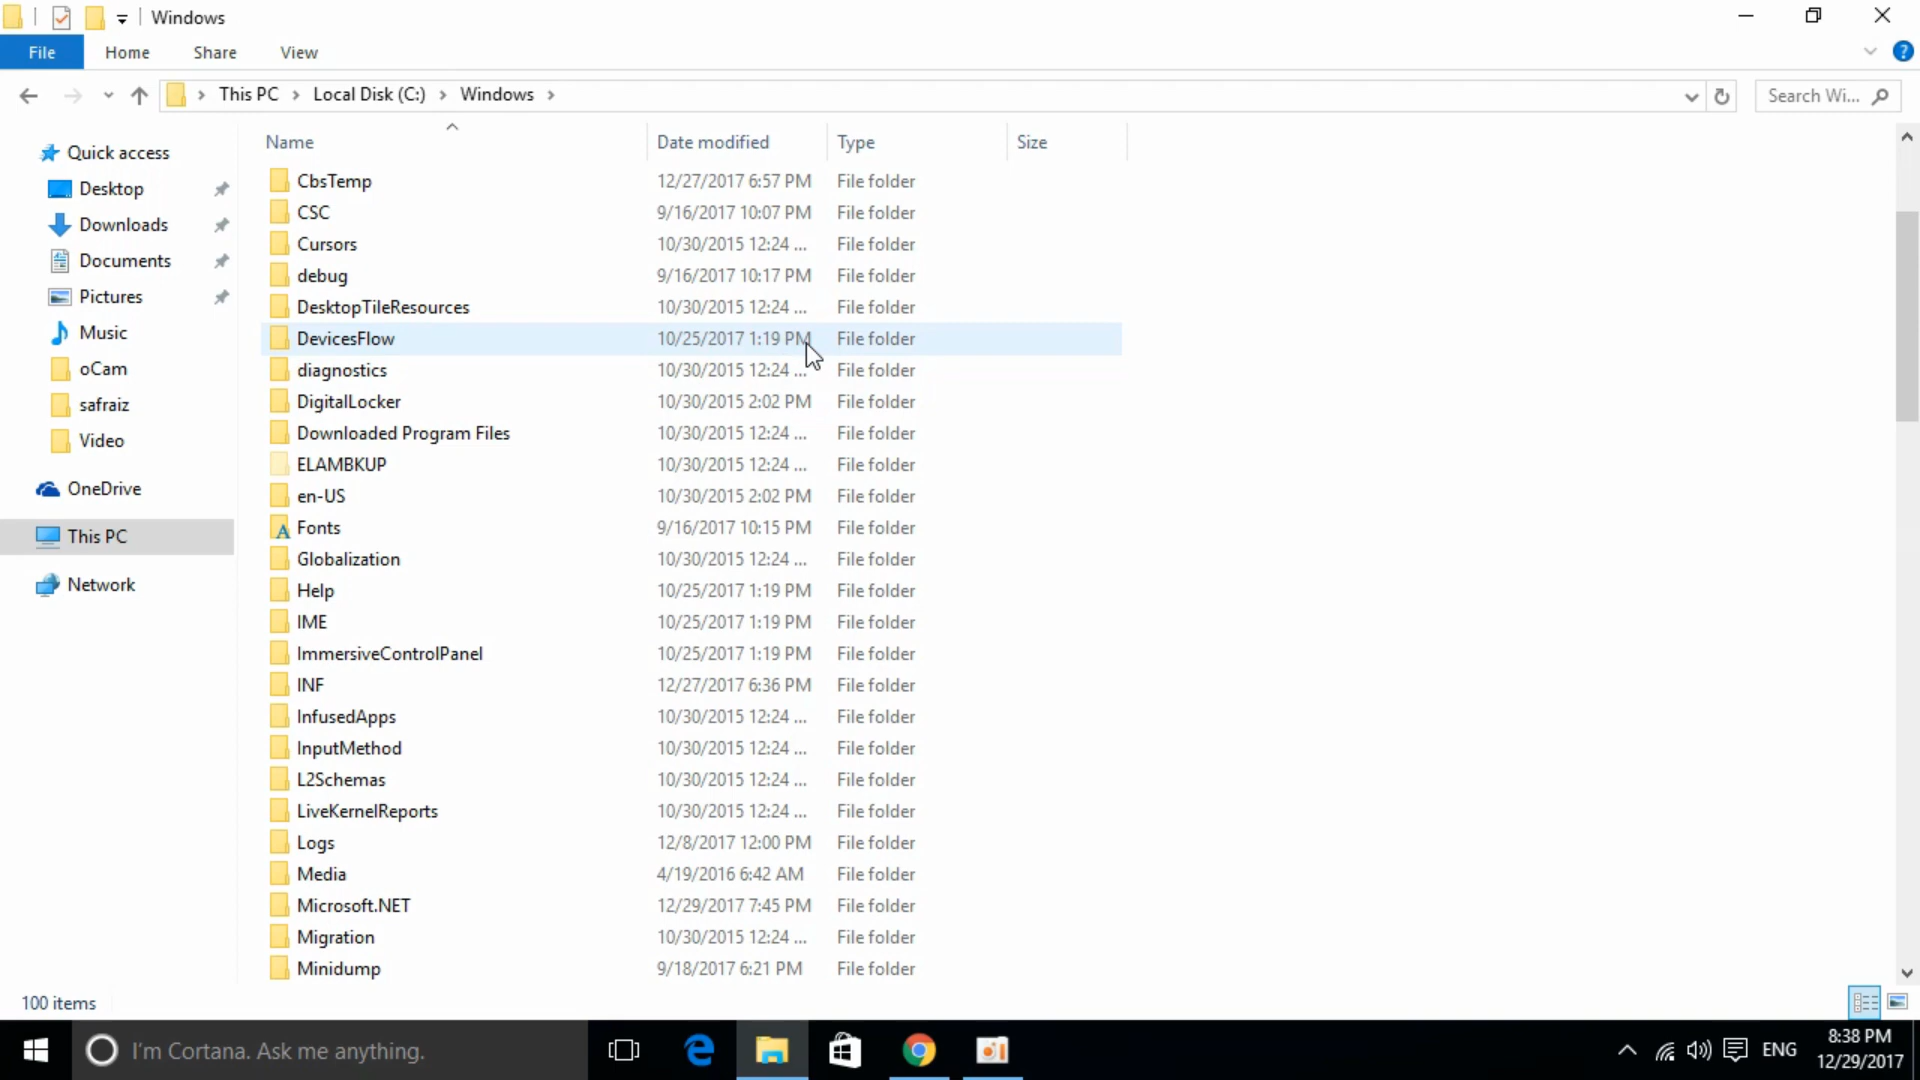 Windows
File Home Share View
This PC Local Disk (C:) Windows
Search Wi...
Name Date modified Type Size
Quick access
Desktop
Downloads
Documents
Pictures
Music
oCam
safraiz
Video
OneDrive
This PC
Network
CbsTemp 12/27/2017 6:57 PM File folder
CSC 9/16/2017 10:07 PM File folder
Cursors 10/30/2015 12:24 ... File folder
debug 9/16/2017 10:17 PM File folder
DesktopTileResources 10/30/2015 12:24 ... File folder
DevicesFlow 10/25/2017 1:19 PM File folder
diagnostics 10/30/2015 12:24 ... File folder
DigitalLocker 10/30/2015 2:02 PM File folder
Downloaded Program Files 10/30/2015 12:24 ... File folder
ELAMBKUP 10/30/2015 12:24 ... File folder
en-US 10/30/2015 2:02 PM File folder
Fonts 9/16/2017 10:15 PM File folder
Globalization 10/30/2015 12:24 ... File folder
Help 10/25/2017 1:19 PM File folder
IME 10/25/2017 1:19 PM File folder
ImmersiveControlPanel 10/25/2017 1:19 PM File folder
INF 12/27/2017 6:36 PM File folder
InfusedApps 10/30/2015 12:24 ... File folder
InputMethod 10/30/2015 12:24 ... File folder
L2Schemas 10/30/2015 12:24 ... File folder
LiveKernelReports 10/30/2015 12:24 ... File folder
Logs 12/8/2017 12:00 PM File folder
Media 4/19/2016 6:42 AM File folder
Microsoft.NET 12/29/2017 7:45 PM File folder
Migration 10/30/2015 12:24 ... File folder
Minidump 9/18/2017 6:21 PM File folder
100 items
I'm Cortana. Ask me anything.
ENG
8:38 PM
12/29/2017